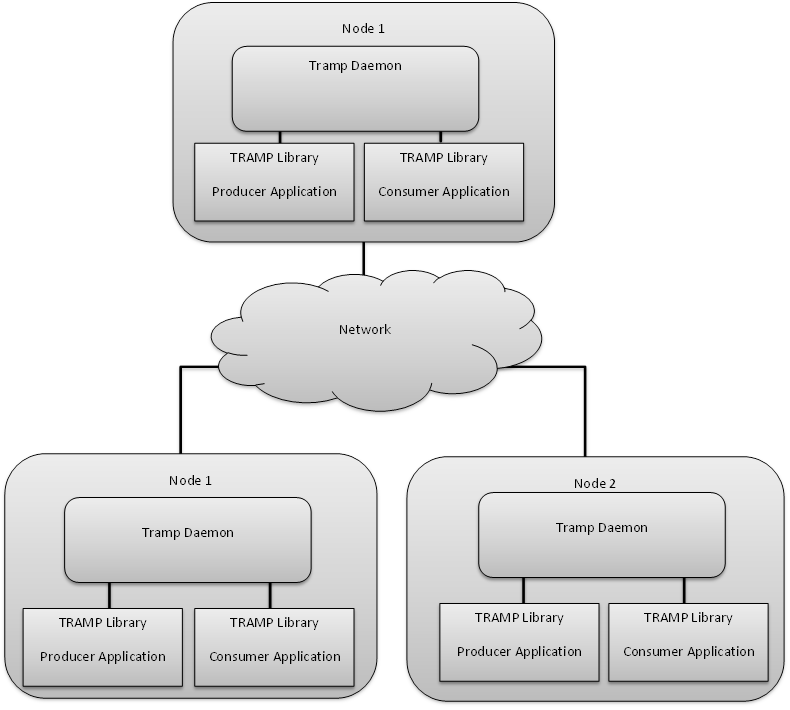 Node 1
Tramp Daemon
TRAMP Library
Producer Application
TRAMP Library
Consumer Application
Network
Node 1
Tramp Daemon
TRAMP Library
Producer Application
TRAMP Library
Consumer Application
Node 2
Tramp Daemon
TRAMP Library
Producer Application
TRAMP Library
Consumer Application